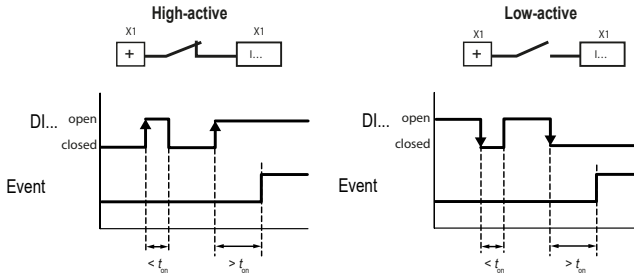 High-active
X1 X1
+ I...
DI... open
closed
Event
< ton
> ton
Low-active
X1 X1
+ I...
DI... open
closed
Event
< ton
> ton